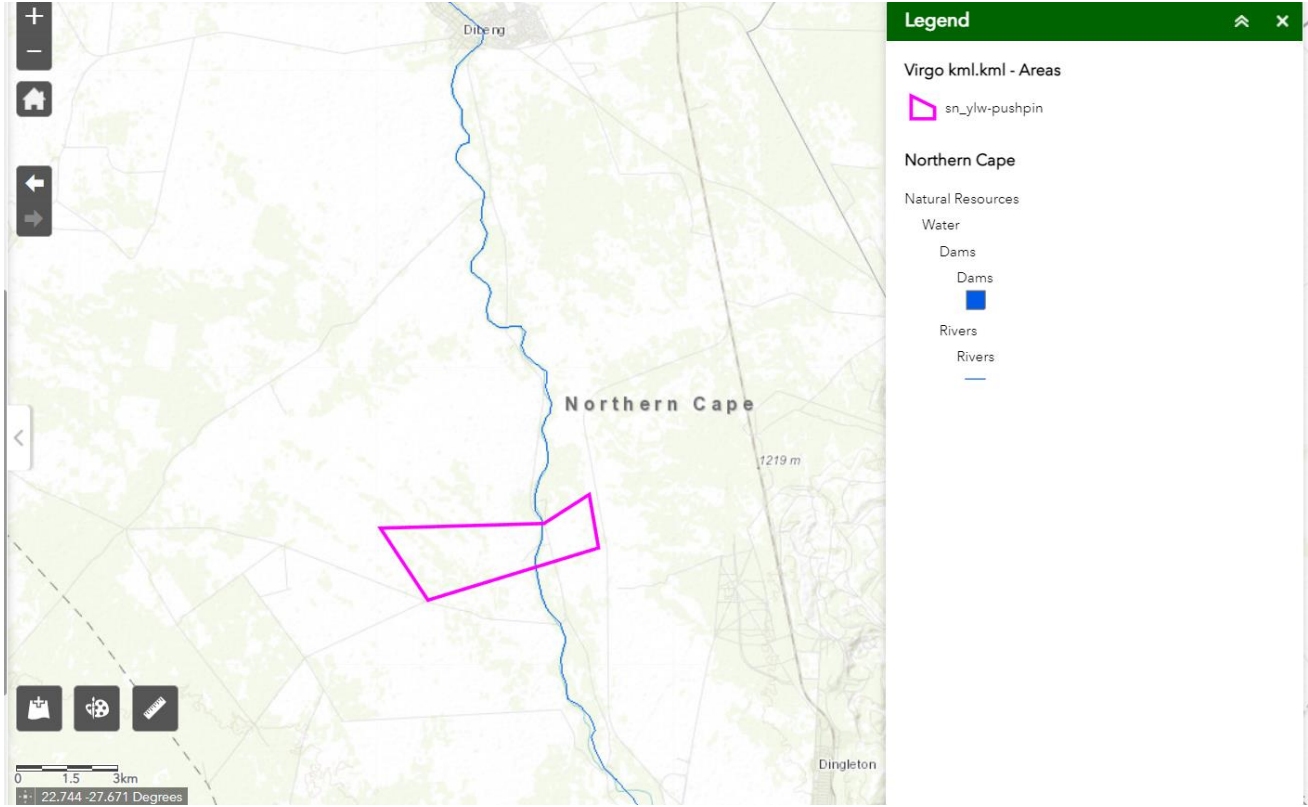 +
−
Dibeng
Northern Cape
1219 m
Dingleton
0 1.5 3km
22.744 -27.671 Degrees
Legend
Virgo kml.kml - Areas
sn_ylw-pushpin
Northern Cape
Natural Resources
Water
Dams
Dams
Rivers
Rivers